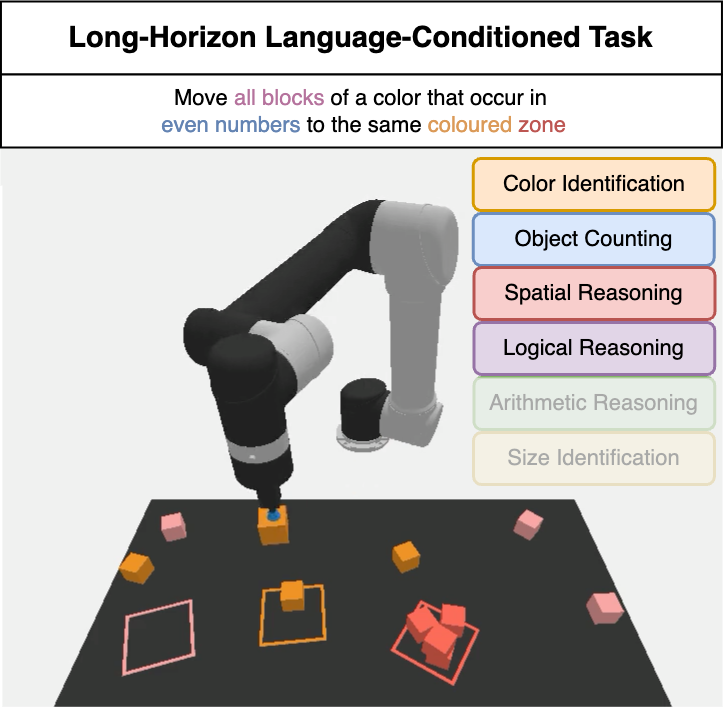 Long-Horizon Language-Conditioned Task
Move all blocks of a color that occur in
even numbers to the same coloured zone
Color Identification
Object Counting
Spatial Reasoning
Logical Reasoning
Arithmetic Reasoning
Size Identification